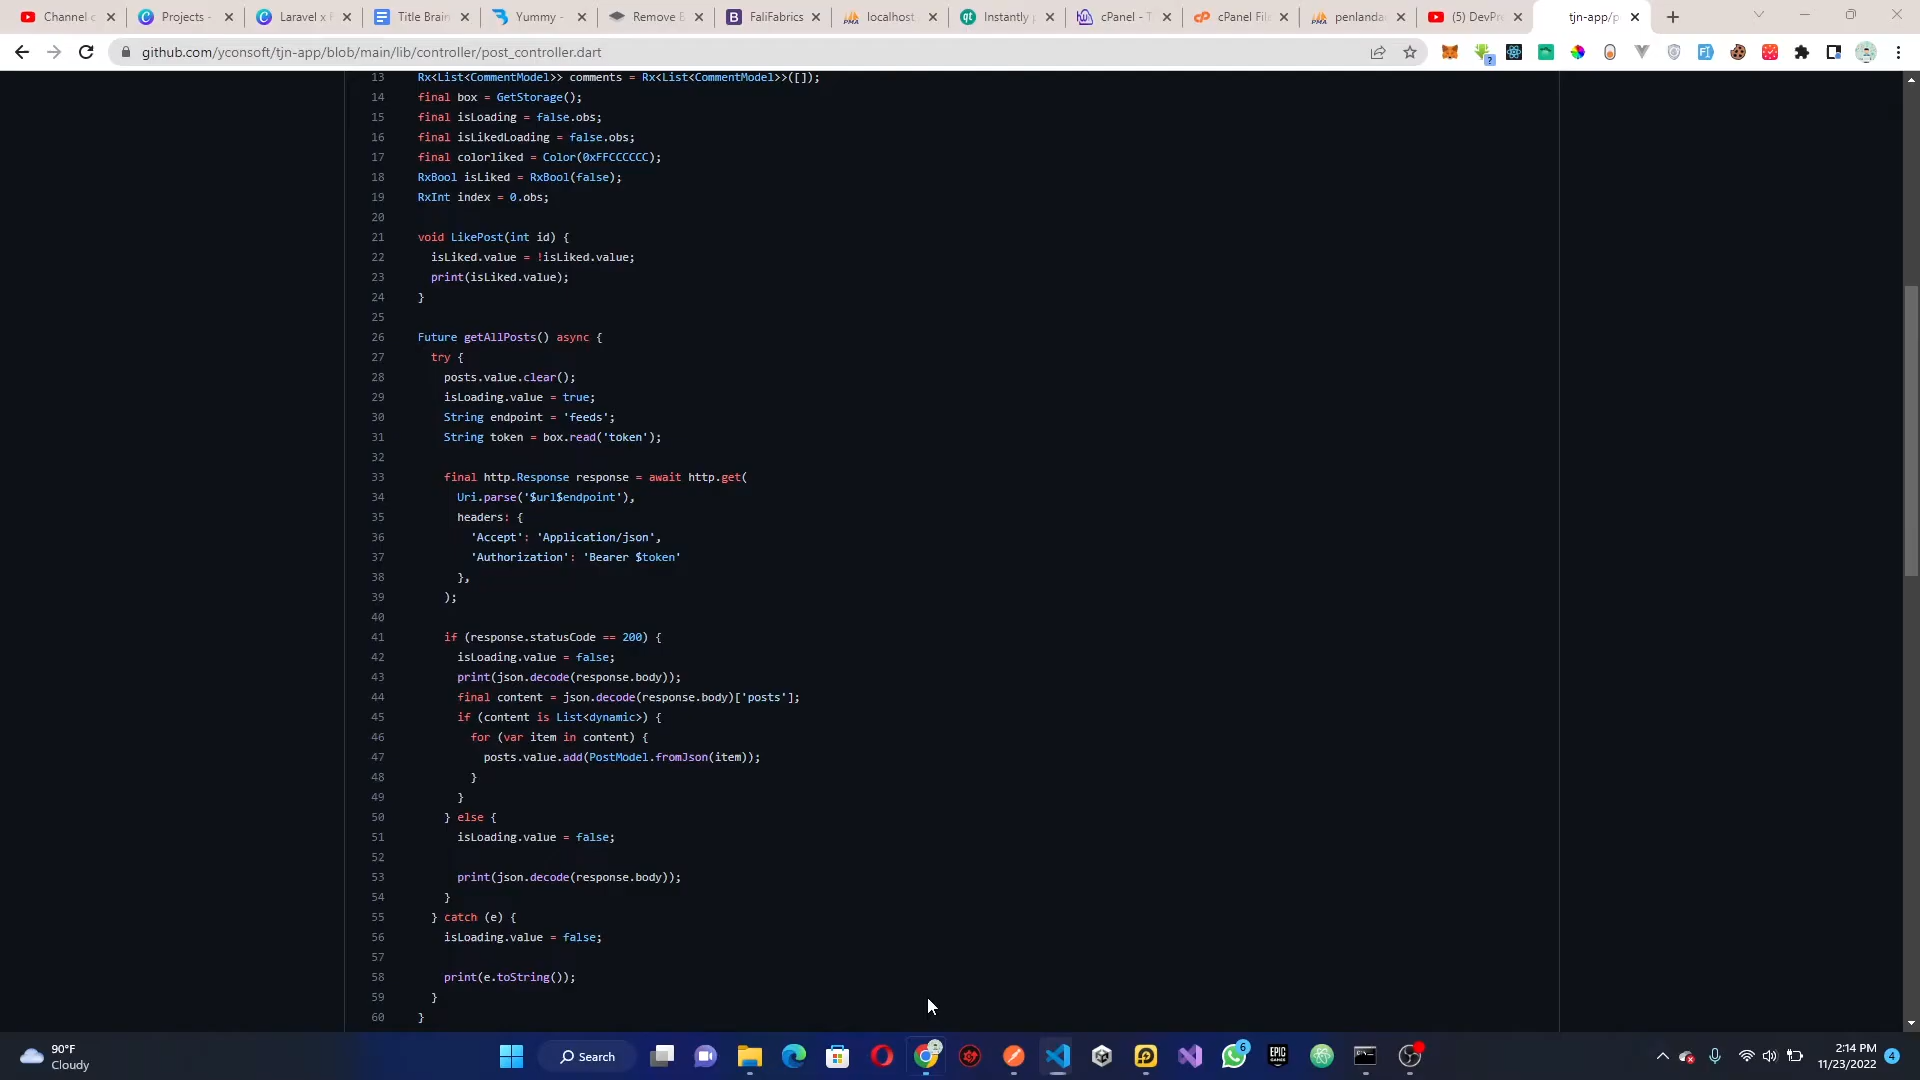 Channel c
Projects -
Laravel x F
Title Brain
Yummy -
Remove B
FaliFabrics
localhost
Instantly
cPanel - T
cPanel Fil
penlanda
(5) DevPr
tjn-app/p
github.com/yconsoft/tjn-app/blob/main/lib/controller/post_controller.dart
13 Rx<List<CommentModel>> comments = Rx<List<CommentModel>>([]);
14 final box = GetStorage();
15 final isLoading = false.obs;
16 final isLikedLoading = false.obs;
17 final colorliked = Color(0xFFCCCCCC);
18 RxBool isLiked = RxBool(false);
19 RxInt index = 0.obs;
20
21 void LikePost(int id) {
22 isLiked.value = !isLiked.value;
23 print(isLiked.value);
24 }
25
26 Future getAllPosts() async {
27 try {
28 posts.value.clear();
29 isLoading.value = true;
30 String endpoint = 'feeds';
31 String token = box.read('token');
32
33 final http.Response response = await http.get(
34 Uri.parse('$url$endpoint'),
35 headers: {
36 'Accept': 'Application/json',
37 'Authorization': 'Bearer $token'
38 },
39 );
40
41 if (response.statusCode == 200) {
42 isLoading.value = false;
43 print(json.decode(response.body));
44 final content = json.decode(response.body)['posts'];
45 if (content is List<dynamic>) {
46 for (var item in content) {
47 posts.value.add(PostModel.fromJson(item));
48 }
49 }
50 } else {
51 isLoading.value = false;
52
53 print(json.decode(response.body));
54 }
55 } catch (e) {
56 isLoading.value = false;
57
58 print(e.toString());
59 }
60 }
90°F
Cloudy
Search
6
EPIC
GAMES
2:14 PM
11/23/2022
4